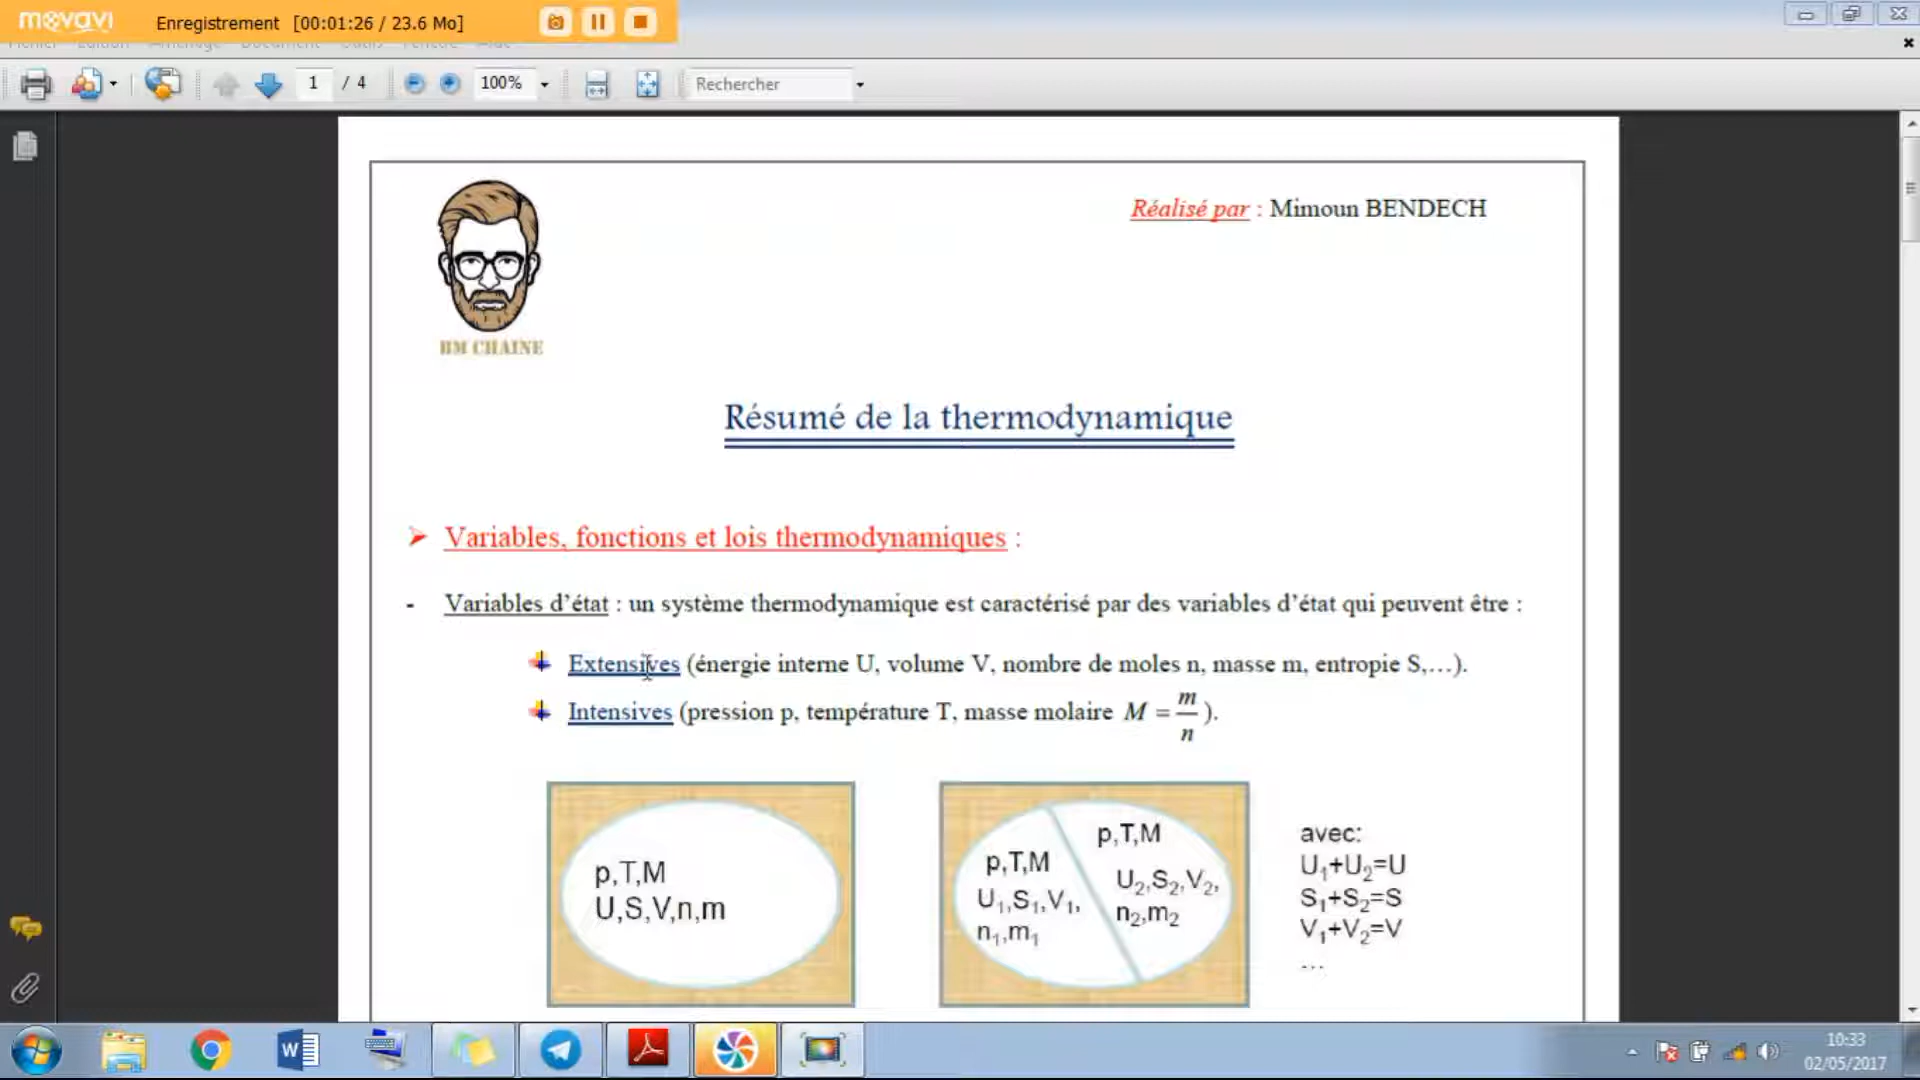 movavi
Enregistrement [00:01:26 / 23.6 Mo]
1 / 4
100%
Rechercher
Réalisé par : Mimoun BENDECH
BM CHAINE
Résumé de la thermodynamique
Variables, fonctions et lois thermodynamiques :
- Variables d'état : un système thermodynamique est caractérisé par des variables d'état qui peuvent être :
Extensives (énergie interne U, volume V, nombre de moles n, masse m, entropie S,...).
Intensives (pression p, température T, masse molaire M = m/n ).
p,T,M
U,S,V,n,m
p,T,M
U₁,S₁,V₁,
n₁,m₁
p,T,M
U₂,S₂,V₂,
n₂,m₂
avec:
U₁+U₂=U
S₁+S₂=S
V₁+V₂=V
...
10:33
02/05/2017